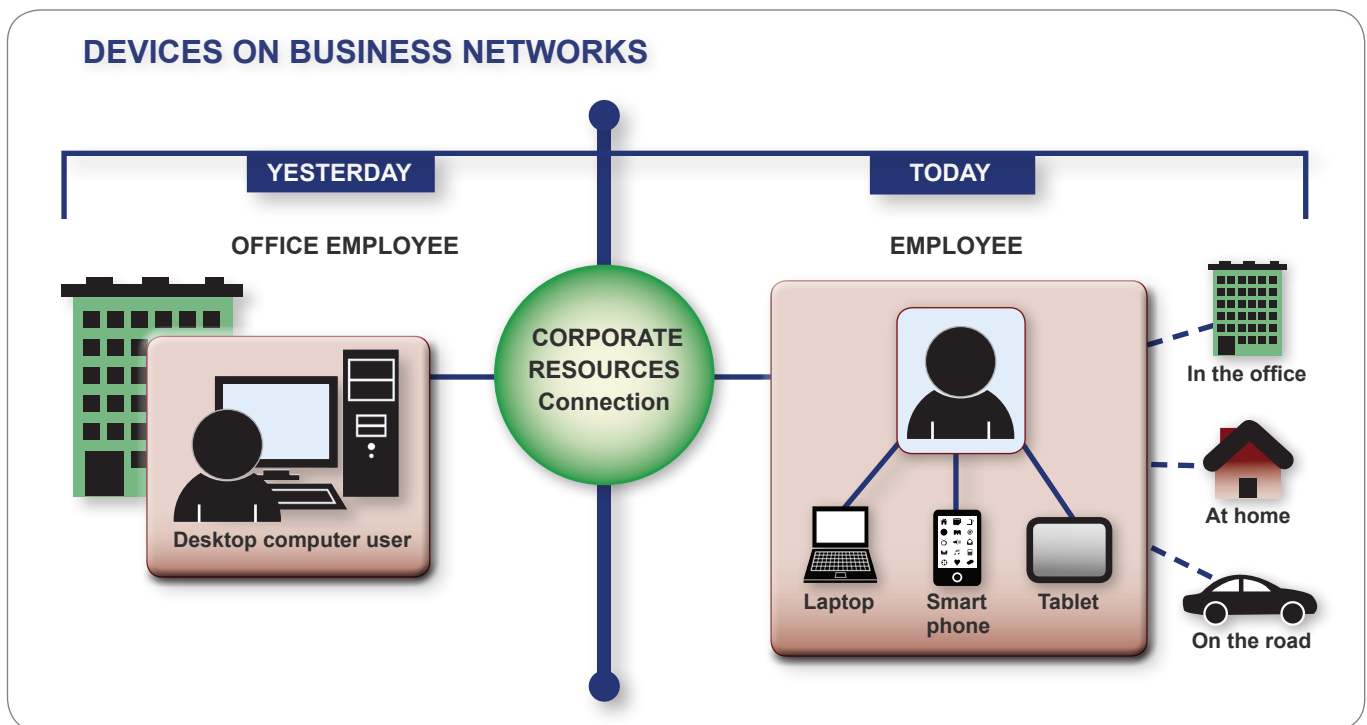 DEVICES ON BUSINESS NETWORKS
YESTERDAY
TODAY
OFFICE EMPLOYEE
EMPLOYEE
CORPORATE
RESOURCES
Connection
Desktop computer user
Laptop
Smart
phone
Tablet
In the office
At home
On the road